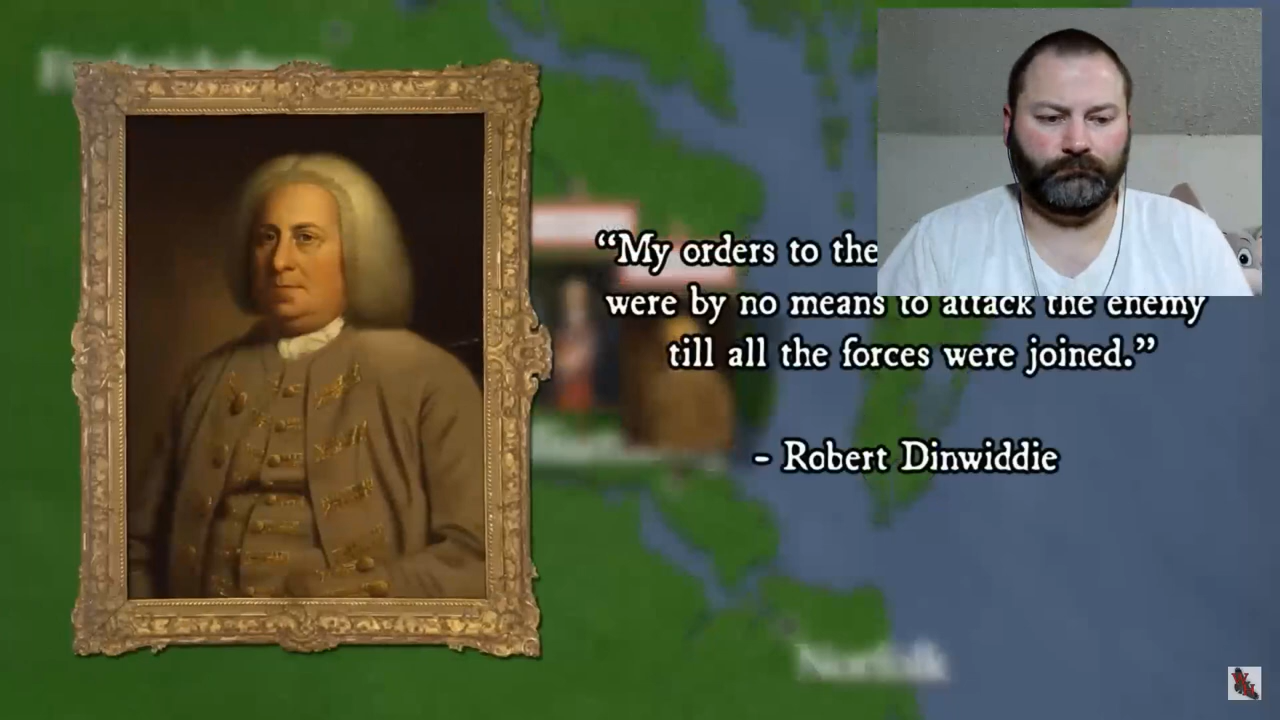 “My orders to the
were by no means to attack the enemy
till all the forces were joined.”
- Robert Dinwiddie
Norfolk